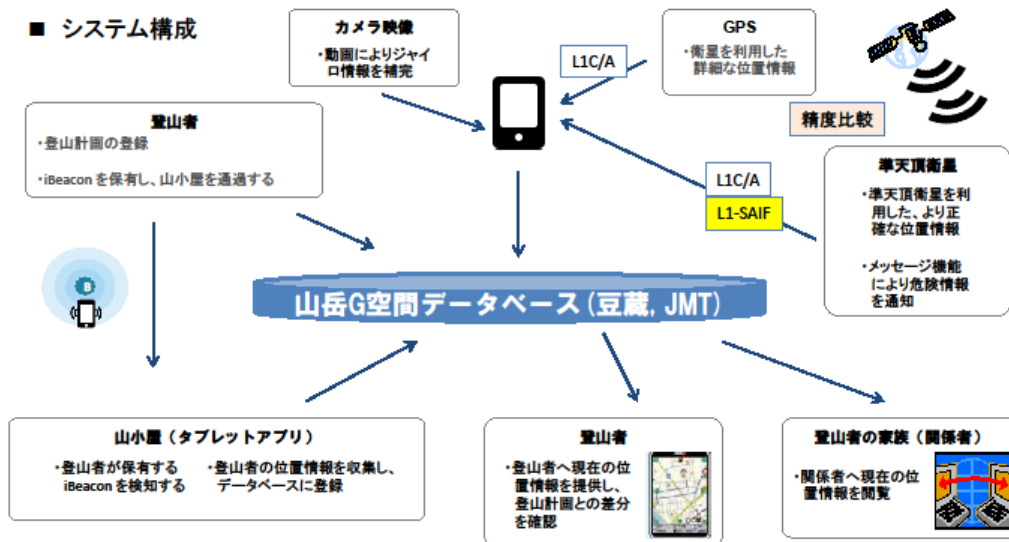 ■ システム構成
カメラ映像
・動画によりジャイ
ロ情報を補完
GPS
・衛星を利用した
詳細な位置情報
L1C/A
精度比較
登山者
・登山計画の登録
・iBeacon を保有し、山小屋を通過する
L1C/A
L1-SAIF
準天頂衛星
・準天頂衛星を利
用した、より正
確な位置情報
・メッセージ機能
により危険情報
を通知
B
山岳G空間データベース(豆蔵, JMT)
山小屋（タブレットアプリ）
・登山者が保有する
iBeacon を検知する
・登山者の位置情報を収集し、
データベースに登録
登山者
・登山者へ現在の位
置情報を提供し、
登山計画との差分
を確認
登山者の家族（関係者）
・関係者へ現在の位
置情報を閲覧